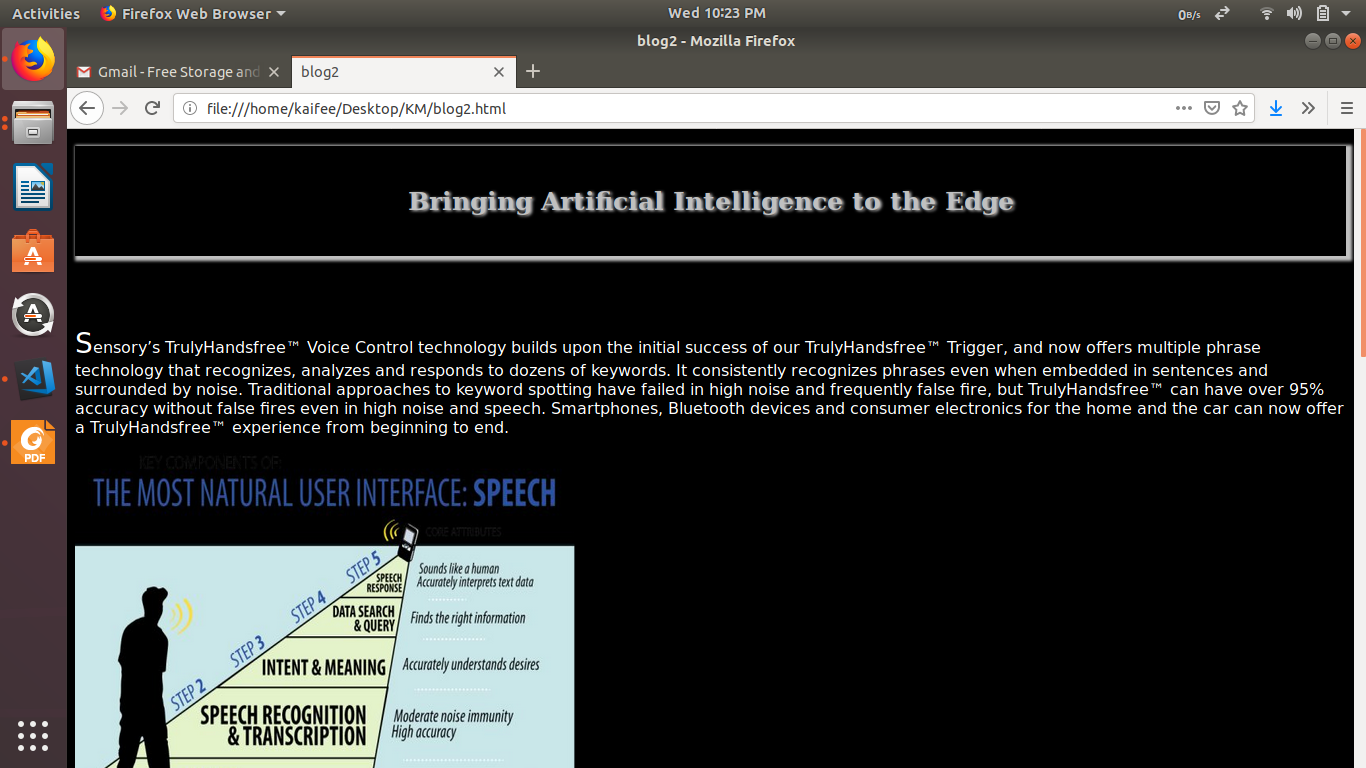 Activities
Firefox Web Browser
Wed 10:23 PM
0B/s
blog2 - Mozilla Firefox
Gmail - Free Storage and
blog2
file:///home/kaifee/Desktop/KM/blog2.html
Bringing Artificial Intelligence to the Edge
Sensory’s TrulyHandsfree™ Voice Control technology builds upon the initial success of our TrulyHandsfree™ Trigger, and now offers multiple phrase
technology that recognizes, analyzes and responds to dozens of keywords. It consistently recognizes phrases even when embedded in sentences and
surrounded by noise. Traditional approaches to keyword spotting have failed in high noise and frequently false fire, but TrulyHandsfree™ can have over 95%
accuracy without false fires even in high noise and speech. Smartphones, Bluetooth devices and consumer electronics for the home and the car can now offer
a TrulyHandsfree™ experience from beginning to end.
PDF
KEY COMPONENTS OF:
THE MOST NATURAL USER INTERFACE: SPEECH
CORE ATTRIBUTES
STEP 5
SPEECH
RESPONSE
Sounds like a human
Accurately interprets text data
STEP 4
DATA SEARCH
& QUERY
Finds the right information
STEP 3
INTENT & MEANING
Accurately understands desires
STEP 2
SPEECH RECOGNITION
& TRANSCRIPTION
Moderate noise immunity
High accuracy